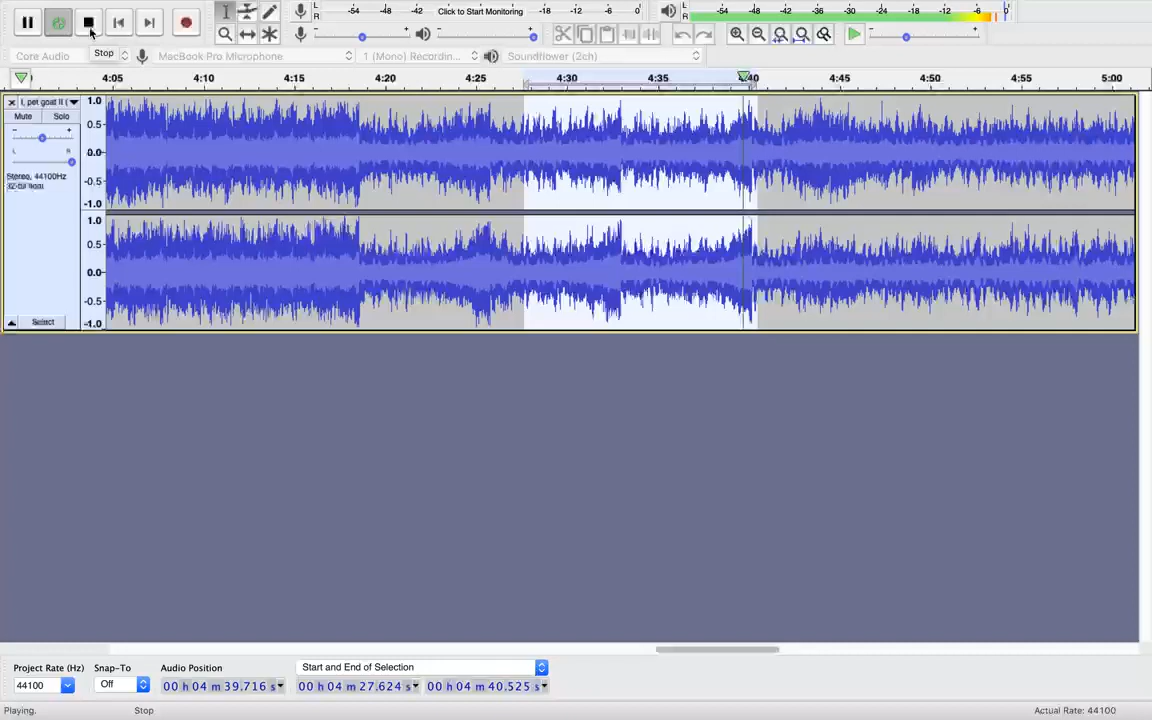 L R -54 -48 -42 Click to Start Monitoring -18 -12 -6 0
L R -54 -48 -42 -36 -30 -24 -18 -12 -6 0
Stop
Core Audio MacBook Pro Microphone 1 (Mono) Recordin... Soundflower (2ch)
4:05 4:10 4:15 4:20 4:25 4:30 4:35 4:40 4:45 4:50 4:55 5:00
I, pet goat II (
Mute Solo
- +
L R
Stereo, 44100Hz
32-bit float
Select
1.0
0.5
0.0
-0.5
-1.0
1.0
0.5
0.0
-0.5
-1.0
Project Rate (Hz) Snap-To Audio Position Start and End of Selection
44100 Off 00 h 04 m 39.716 s 00 h 04 m 27.624 s 00 h 04 m 40.525 s
Playing. Stop Actual Rate: 44100